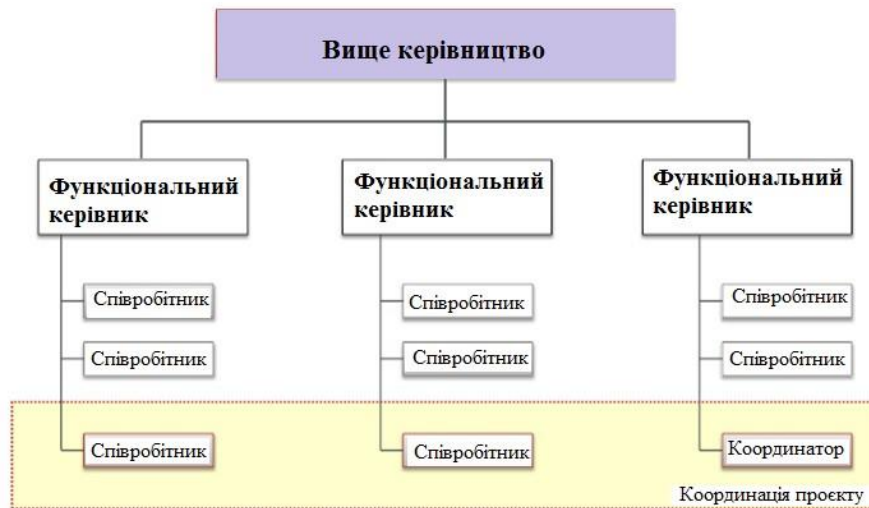 Вище керівництво
Функціональний
керівник
Функціональний
керівник
Функціональний
керівник
Співробітник
Співробітник
Співробітник
Співробітник
Співробітник
Співробітник
Співробітник
Співробітник
Координатор
Координація проєкту